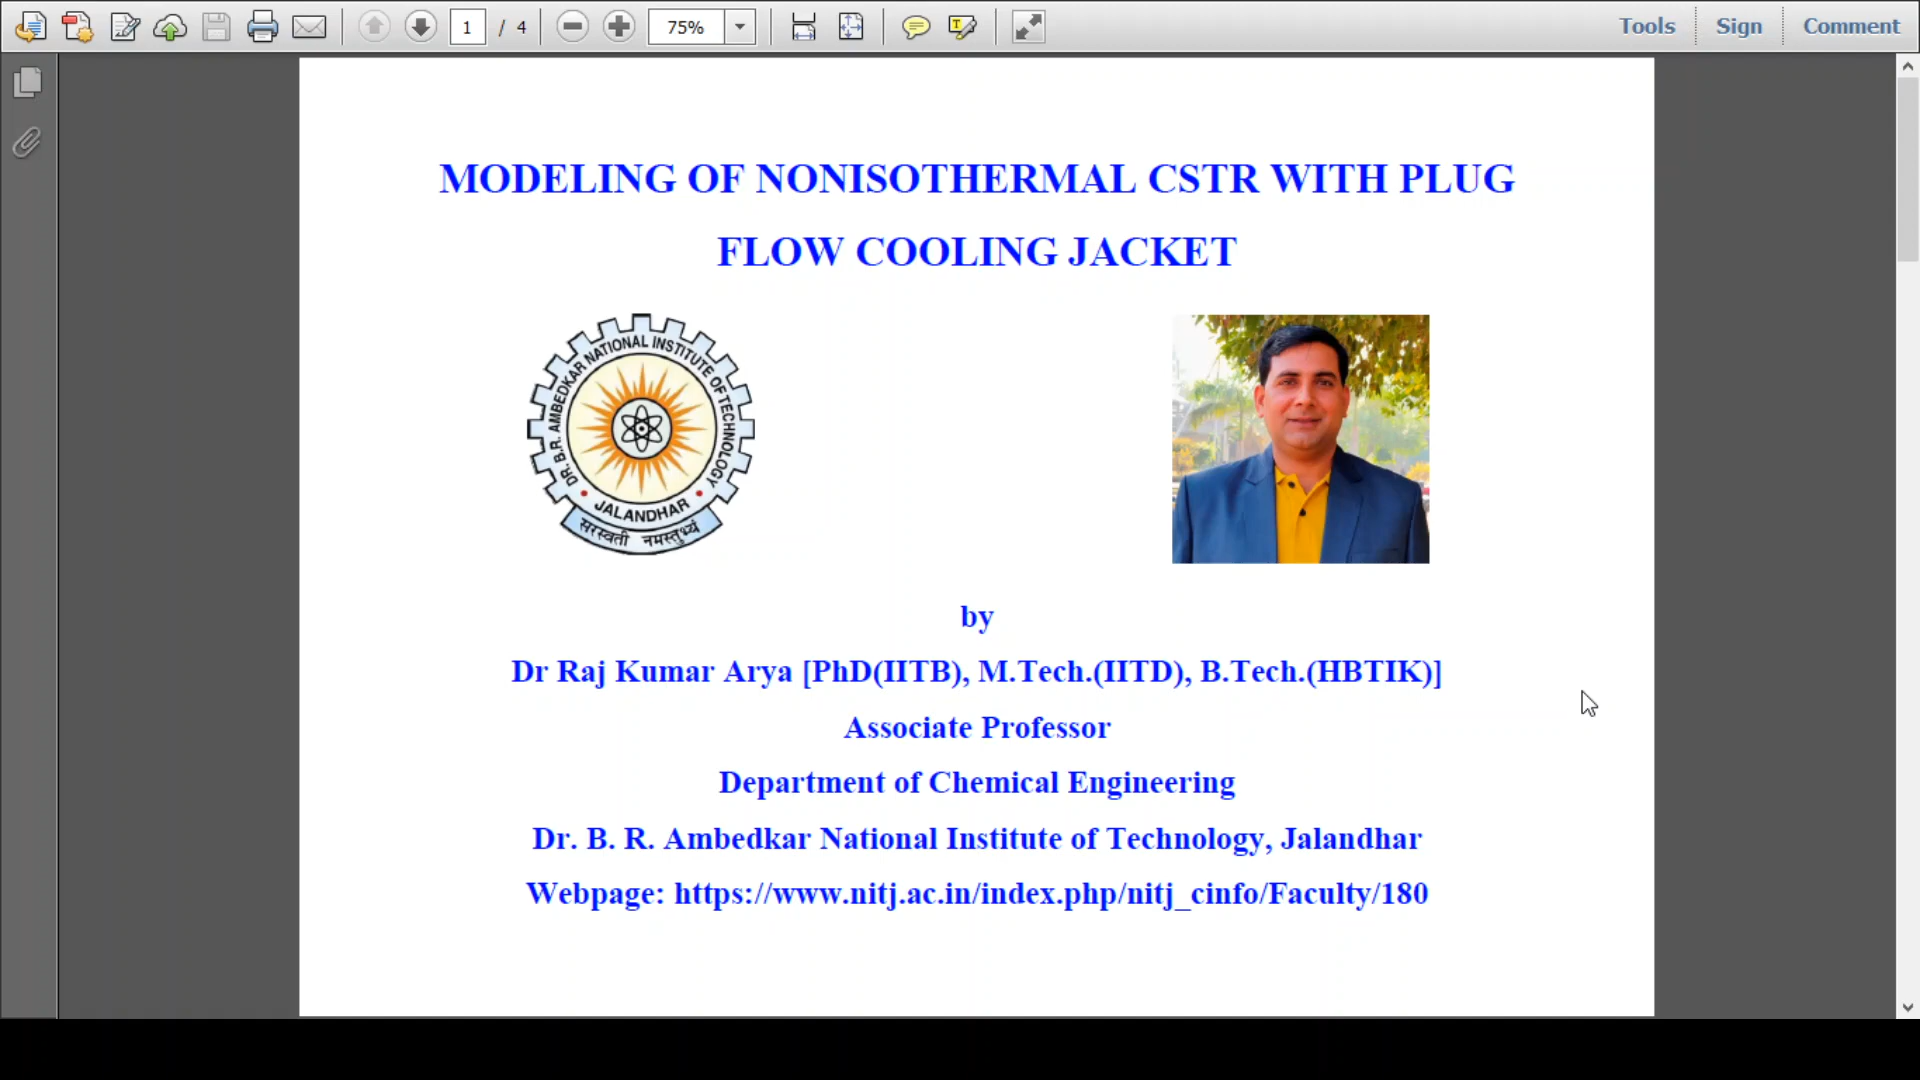 1 / 4 75% Tools Sign Comment
MODELING OF NONISOTHERMAL CSTR WITH PLUG
FLOW COOLING JACKET
DR. B.R. AMBEDKAR NATIONAL INSTITUTE OF TECHNOLOGY
JALANDHAR
सरस्वती नमस्तुभ्यं
by
Dr Raj Kumar Arya [PhD(IITB), M.Tech.(IITD), B.Tech.(HBTIK)]
Associate Professor
Department of Chemical Engineering
Dr. B. R. Ambedkar National Institute of Technology, Jalandhar
Webpage: https://www.nitj.ac.in/index.php/nitj_cinfo/Faculty/180